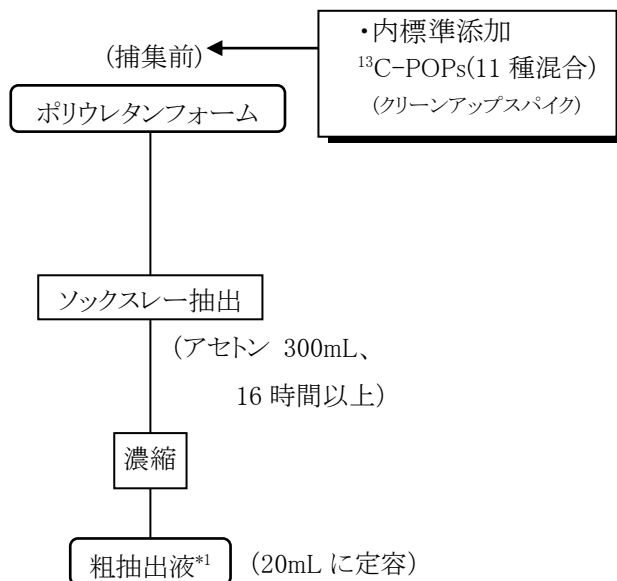 ・内標準添加
(捕集前)
¹³C-POPs(11 種混合)
(クリーンアップスパイク)
ポリウレタンフォーム
ソックスレー抽出
(アセトン 300mL、
16 時間以上)
濃縮
粗抽出液*1 (20mL に定容)